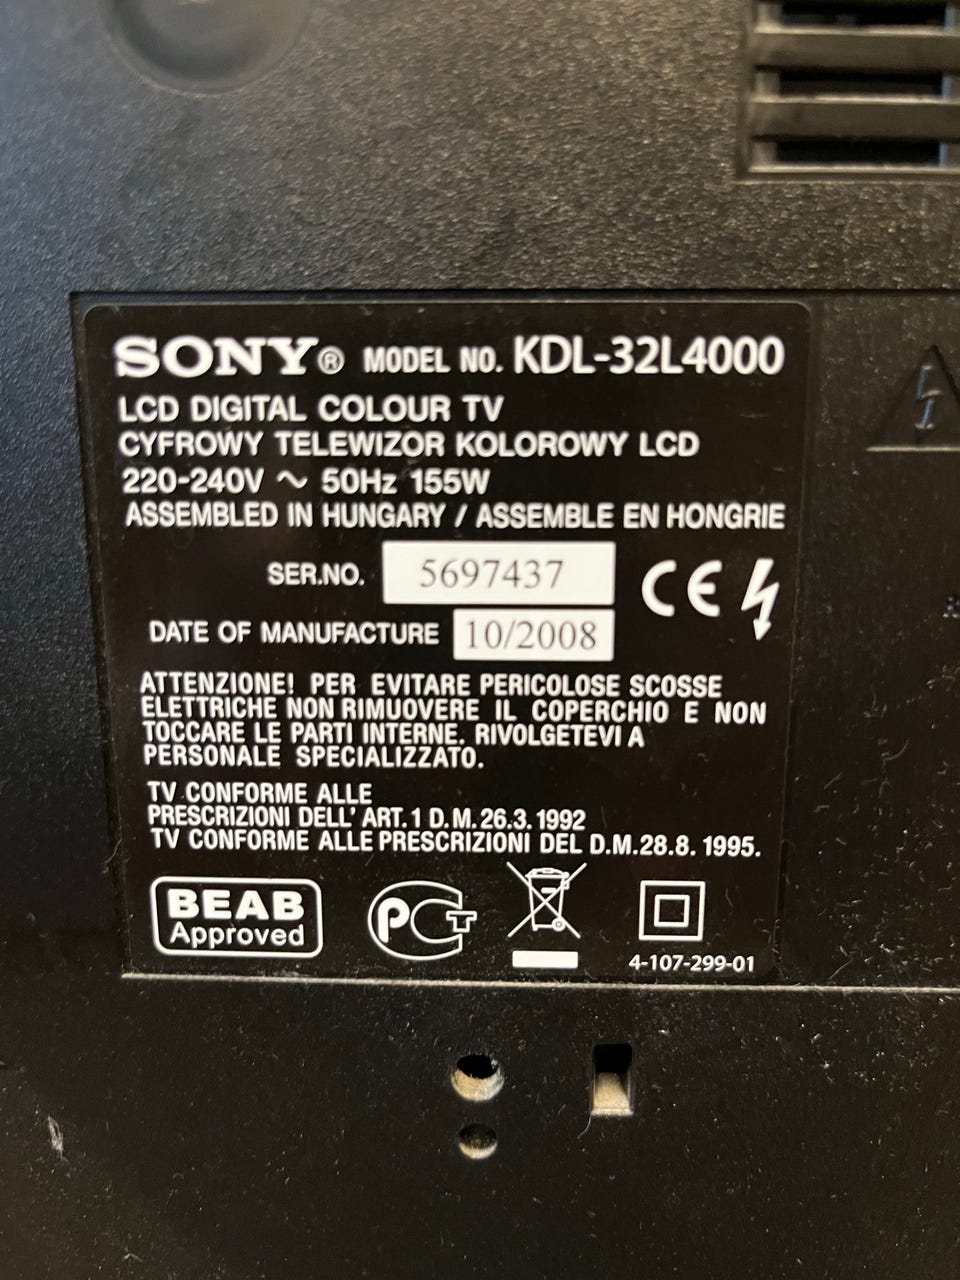 SONY® MODEL NO. KDL-32L4000
LCD DIGITAL COLOUR TV
CYFROWY TELEWIZOR KOLOROWY LCD
220-240V ~ 50Hz 155W
ASSEMBLED IN HUNGARY / ASSEMBLE EN HONGRIE
SER.NO. 5697437
CE
DATE OF MANUFACTURE 10/2008
ATTENZIONE! PER EVITARE PERICOLOSE SCOSSE
ELETTRICHE NON RIMUOVERE IL COPERCHIO E NON
TOCCARE LE PARTI INTERNE. RIVOLGETEVI A
PERSONALE SPECIALIZZATO.
TV CONFORME ALLE
PRESCRIZIONI DELL' ART. 1 D.M. 26.3. 1992
TV CONFORME ALLE PRESCRIZIONI DEL D.M.28.8. 1995.
BEAB
Approved
PCT
4-107-299-01